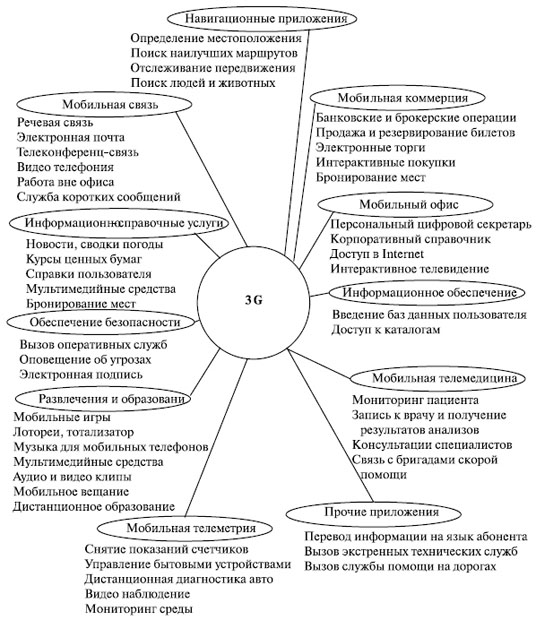 Навигационные приложения
Определение местоположения
Поиск наилучших маршрутов
Отслеживание передвижения
Поиск людей и животных
Мобильная связь
Речевая связь
Электронная почта
Телеконференц-связь
Видео телефония
Работа вне офиса
Служба коротких сообщений
Мобильная коммерция
Банковские и брокерские операции
Продажа и резервирование билетов
Электронные торги
Интерактивные покупки
Бронирование мест
Мобильный офис
Персональный цифровой секретарь
Корпоративный справочник
Доступ в Internet
Интерактивное телевидение
Информационно-справочные услуги
Новости, сводки погоды
Курсы ценных бумаг
Справки пользователя
Мультимедийные средства
Бронирование мест
3G
Информационное обеспечение
Введение баз данных пользователя
Доступ к каталогам
Обеспечение безопасности
Вызов оперативных служб
Оповещение об угрозах
Электронная подпись
Мобильная телемедицина
Мониторинг пациента
Запись к врачу и получение
результатов анализов
Консультации специалистов
Связь с бригадами скорой
помощи
Развлечения и образовани
Мобильные игры
Лотореи, тотализатор
Музыка для мобильных телефонов
Мультимедийные средства
Аудио и видео клипы
Мобильное вещание
Дистанционное образование
Мобильная телеметрия
Снятие показаний счетчиков
Управление бытовыми устройствами
Дистанционная диагностика авто
Видео наблюдение
Мониторинг среды
Прочие приложения
Перевод информации на язык абонента
Вызов экстренных технических служб
Вызов службы помощи на дорогах